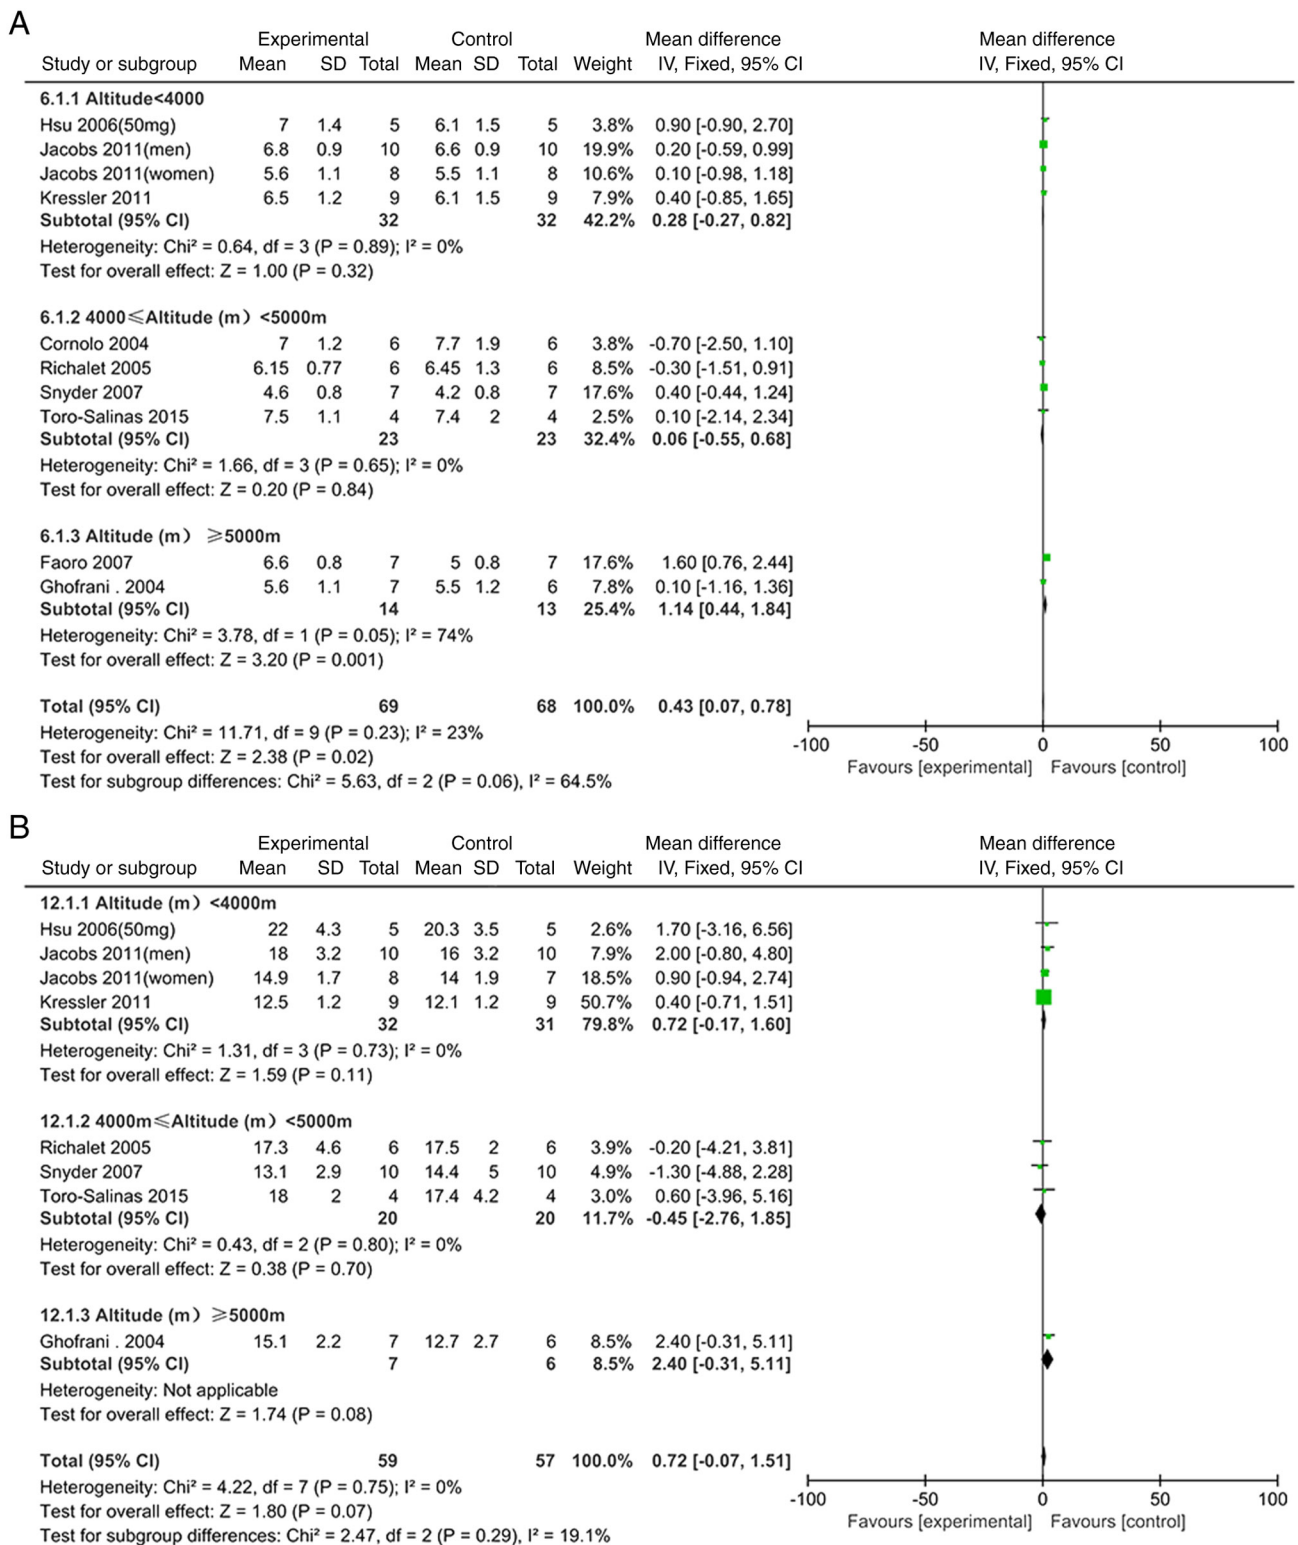 A
Experimental Control Mean difference Mean difference
Study or subgroup Mean SD Total Mean SD Total Weight IV, Fixed, 95% CI IV, Fixed, 95% CI
6.1.1 Altitude<4000
Hsu 2006(50mg) 7 1.4 5 6.1 1.5 5 3.8% 0.90 [-0.90, 2.70]
Jacobs 2011(men) 6.8 0.9 10 6.6 0.9 10 19.9% 0.20 [-0.59, 0.99]
Jacobs 2011(women) 5.6 1.1 8 5.5 1.1 8 10.6% 0.10 [-0.98, 1.18]
Kressler 2011 6.5 1.2 9 6.1 1.5 9 7.9% 0.40 [-0.85, 1.65]
Subtotal (95% CI) 32 32 42.2% 0.28 [-0.27, 0.82]
Heterogeneity: Chi² = 0.64, df = 3 (P = 0.89); I² = 0%
Test for overall effect: Z = 1.00 (P = 0.32)
6.1.2 4000≤Altitude (m) <5000m
Cornolo 2004 7 1.2 6 7.7 1.9 6 3.8% -0.70 [-2.50, 1.10]
Richalet 2005 6.15 0.77 6 6.45 1.3 6 8.5% -0.30 [-1.51, 0.91]
Snyder 2007 4.6 0.8 7 4.2 0.8 7 17.6% 0.40 [-0.44, 1.24]
Toro-Salinas 2015 7.5 1.1 4 7.4 2 4 2.5% 0.10 [-2.14, 2.34]
Subtotal (95% CI) 23 23 32.4% 0.06 [-0.55, 0.68]
Heterogeneity: Chi² = 1.66, df = 3 (P = 0.65); I² = 0%
Test for overall effect: Z = 0.20 (P = 0.84)
6.1.3 Altitude (m) ≥5000m
Faoro 2007 6.6 0.8 7 5 0.8 7 17.6% 1.60 [0.76, 2.44]
Ghofrani . 2004 5.6 1.1 7 5.5 1.2 6 7.8% 0.10 [-1.16, 1.36]
Subtotal (95% CI) 14 13 25.4% 1.14 [0.44, 1.84]
Heterogeneity: Chi² = 3.78, df = 1 (P = 0.05); I² = 74%
Test for overall effect: Z = 3.20 (P = 0.001)
Total (95% CI) 69 68 100.0% 0.43 [0.07, 0.78]
Heterogeneity: Chi² = 11.71, df = 9 (P = 0.23); I² = 23%
Test for overall effect: Z = 2.38 (P = 0.02)
Test for subgroup differences: Chi² = 5.63, df = 2 (P = 0.06), I² = 64.5%
-100 -50 0 50 100
Favours [experimental] Favours [control]
B
Experimental Control Mean difference Mean difference
Study or subgroup Mean SD Total Mean SD Total Weight IV, Fixed, 95% CI IV, Fixed, 95% CI
12.1.1 Altitude (m) <4000m
Hsu 2006(50mg) 22 4.3 5 20.3 3.5 5 2.6% 1.70 [-3.16, 6.56]
Jacobs 2011(men) 18 3.2 10 16 3.2 10 7.9% 2.00 [-0.80, 4.80]
Jacobs 2011(women) 14.9 1.7 8 14 1.9 7 18.5% 0.90 [-0.94, 2.74]
Kressler 2011 12.5 1.2 9 12.1 1.2 9 50.7% 0.40 [-0.71, 1.51]
Subtotal (95% CI) 32 31 79.8% 0.72 [-0.17, 1.60]
Heterogeneity: Chi² = 1.31, df = 3 (P = 0.73); I² = 0%
Test for overall effect: Z = 1.59 (P = 0.11)
12.1.2 4000m≤Altitude (m) <5000m
Richalet 2005 17.3 4.6 6 17.5 2 6 3.9% -0.20 [-4.21, 3.81]
Snyder 2007 13.1 2.9 10 14.4 5 10 4.9% -1.30 [-4.88, 2.28]
Toro-Salinas 2015 18 2 4 17.4 4.2 4 3.0% 0.60 [-3.96, 5.16]
Subtotal (95% CI) 20 20 11.7% -0.45 [-2.76, 1.85]
Heterogeneity: Chi² = 0.43, df = 2 (P = 0.80); I² = 0%
Test for overall effect: Z = 0.38 (P = 0.70)
12.1.3 Altitude (m) ≥5000m
Ghofrani . 2004 15.1 2.2 7 12.7 2.7 6 8.5% 2.40 [-0.31, 5.11]
Subtotal (95% CI) 7 6 8.5% 2.40 [-0.31, 5.11]
Heterogeneity: Not applicable
Test for overall effect: Z = 1.74 (P = 0.08)
Total (95% CI) 59 57 100.0% 0.72 [-0.07, 1.51]
Heterogeneity: Chi² = 4.22, df = 7 (P = 0.75); I² = 0%
Test for overall effect: Z = 1.80 (P = 0.07)
Test for subgroup differences: Chi² = 2.47, df = 2 (P = 0.29), I² = 19.1%
-100 -50 0 50 100
Favours [experimental] Favours [control]